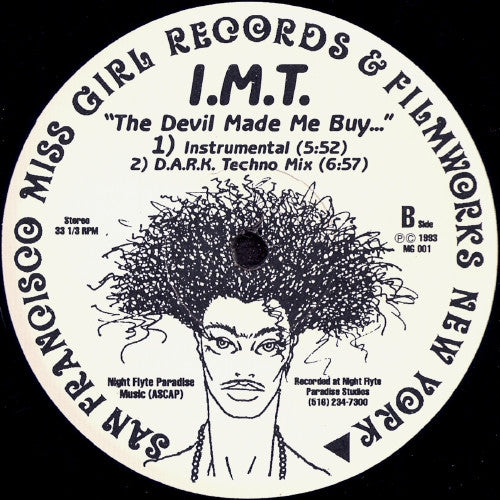 SAN FRANCISCO MISS GIRL RECORDS & FILMWORKS NEW YORK
I.M.T.
"The Devil Made Me Buy..."
1) Instrumental (5:52)
2) D.A.R.K. Techno Mix (6:57)
Stereo
33 1/3 RPM
B Side
Ⓟ © 1993
MG 001
Night Flyte Paradise
Music (ASCAP)
Recorded at Night Flyte
Paradise Studios
(516) 234-7300